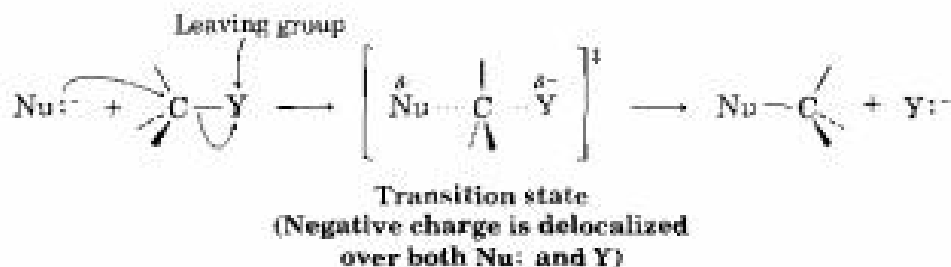 Leaving group
Nu:⁻ + C—Y ⟶ [ δ⁻ Nu ··· C ··· δ⁻ Y ]‡ ⟶ Nu—C + Y:⁻
Transition state
(Negative charge is delocalized
over both Nu: and Y)